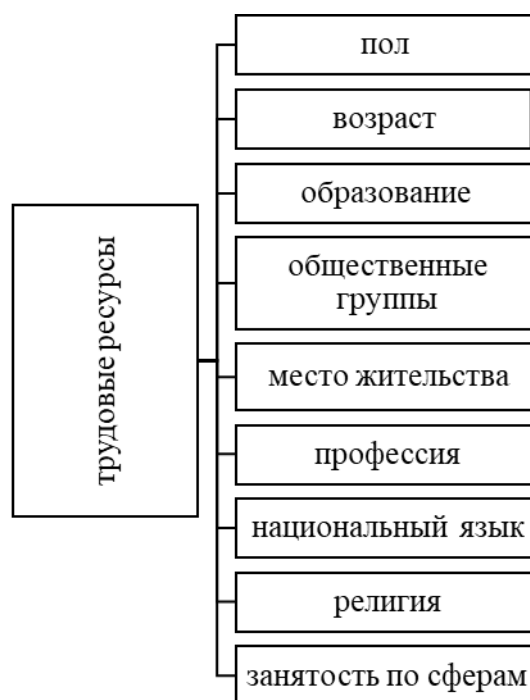 трудовые ресурсы
пол
возраст
образование
общественные
группы
место жительства
профессия
национальный язык
религия
занятость по сферам